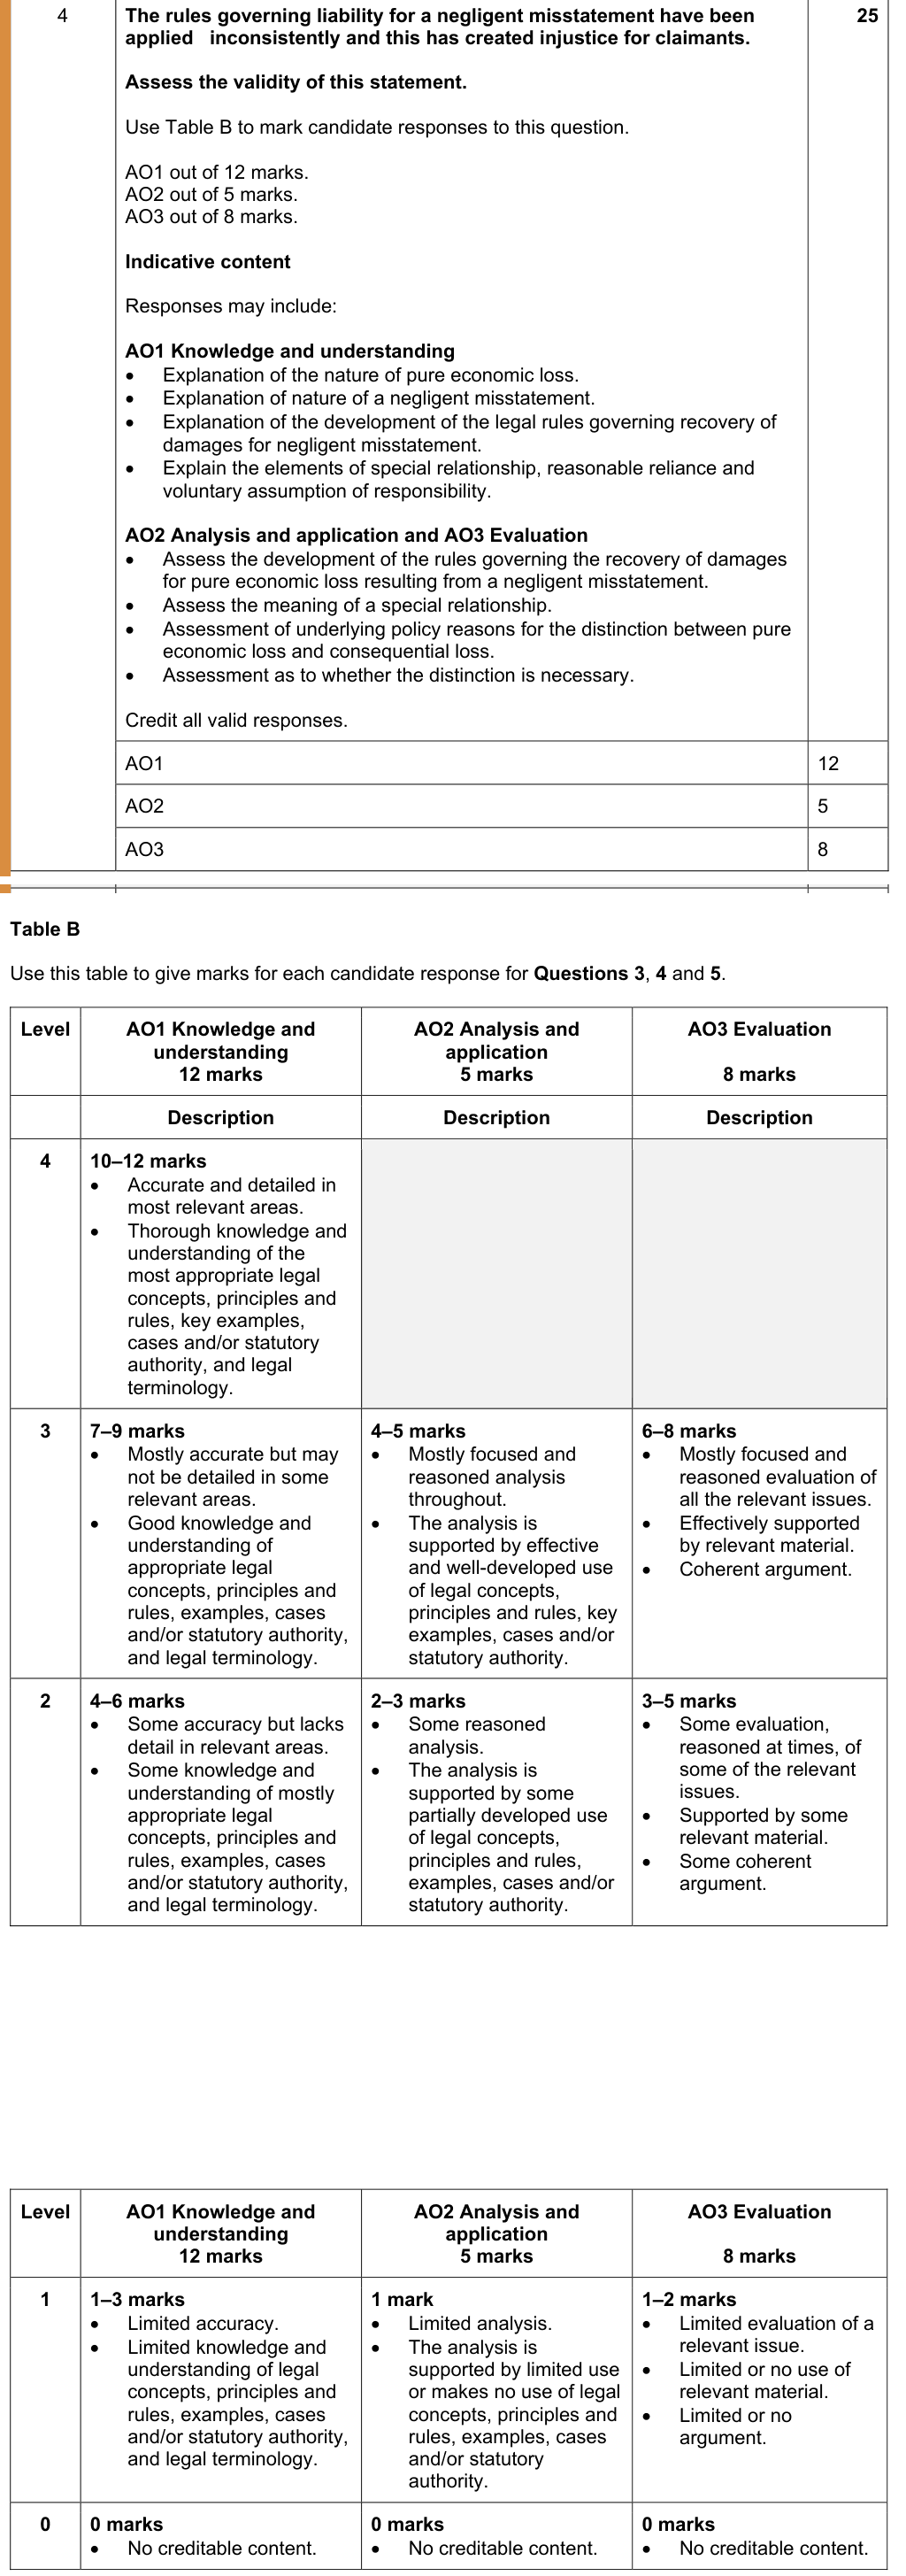 4 The rules governing liability for a negligent misstatement have been 25
applied   inconsistently and this has created injustice for claimants.
Assess the validity of this statement.
Use Table B to mark candidate responses to this question.
AO1 out of 12 marks.
AO2 out of 5 marks.
AO3 out of 8 marks.
Indicative content
Responses may include:
AO1 Knowledge and understanding
• Explanation of the nature of pure economic loss.
• Explanation of nature of a negligent misstatement.
• Explanation of the development of the legal rules governing recovery of
damages for negligent misstatement.
• Explain the elements of special relationship, reasonable reliance and
voluntary assumption of responsibility.
AO2 Analysis and application and AO3 Evaluation
• Assess the development of the rules governing the recovery of damages
for pure economic loss resulting from a negligent misstatement.
• Assess the meaning of a special relationship.
• Assessment of underlying policy reasons for the distinction between pure
economic loss and consequential loss.
• Assessment as to whether the distinction is necessary.
Credit all valid responses.
AO1 12
AO2 5
AO3 8
Table B
Use this table to give marks for each candidate response for Questions 3, 4 and 5.
Level
AO1 Knowledge and
understanding
12 marks
AO2 Analysis and
application
5 marks
AO3 Evaluation
8 marks
Description
Description
Description
4
10–12 marks
• Accurate and detailed in
most relevant areas.
• Thorough knowledge and
understanding of the
most appropriate legal
concepts, principles and
rules, key examples,
cases and/or statutory
authority, and legal
terminology.
3
7–9 marks
• Mostly accurate but may
not be detailed in some
relevant areas.
• Good knowledge and
understanding of
appropriate legal
concepts, principles and
rules, examples, cases
and/or statutory authority,
and legal terminology.
4–5 marks
• Mostly focused and
reasoned analysis
throughout.
• The analysis is
supported by effective
and well-developed use
of legal concepts,
principles and rules, key
examples, cases and/or
statutory authority.
6–8 marks
• Mostly focused and
reasoned evaluation of
all the relevant issues.
• Effectively supported
by relevant material.
• Coherent argument.
2
4–6 marks
• Some accuracy but lacks
detail in relevant areas.
• Some knowledge and
understanding of mostly
appropriate legal
concepts, principles and
rules, examples, cases
and/or statutory authority,
and legal terminology.
2–3 marks
• Some reasoned
analysis.
• The analysis is
supported by some
partially developed use
of legal concepts,
principles and rules,
examples, cases and/or
statutory authority.
3–5 marks
• Some evaluation,
reasoned at times, of
some of the relevant
issues.
• Supported by some
relevant material.
• Some coherent
argument.
Level
AO1 Knowledge and
understanding
12 marks
AO2 Analysis and
application
5 marks
AO3 Evaluation
8 marks
1
1–3 marks
• Limited accuracy.
• Limited knowledge and
understanding of legal
concepts, principles and
rules, examples, cases
and/or statutory authority,
and legal terminology.
1 mark
• Limited analysis.
• The analysis is
supported by limited use
or makes no use of legal
concepts, principles and
rules, examples, cases
and/or statutory
authority.
1–2 marks
• Limited evaluation of a
relevant issue.
• Limited or no use of
relevant material.
• Limited or no
argument.
0
0 marks
• No creditable content.
0 marks
• No creditable content.
0 marks
• No creditable content.